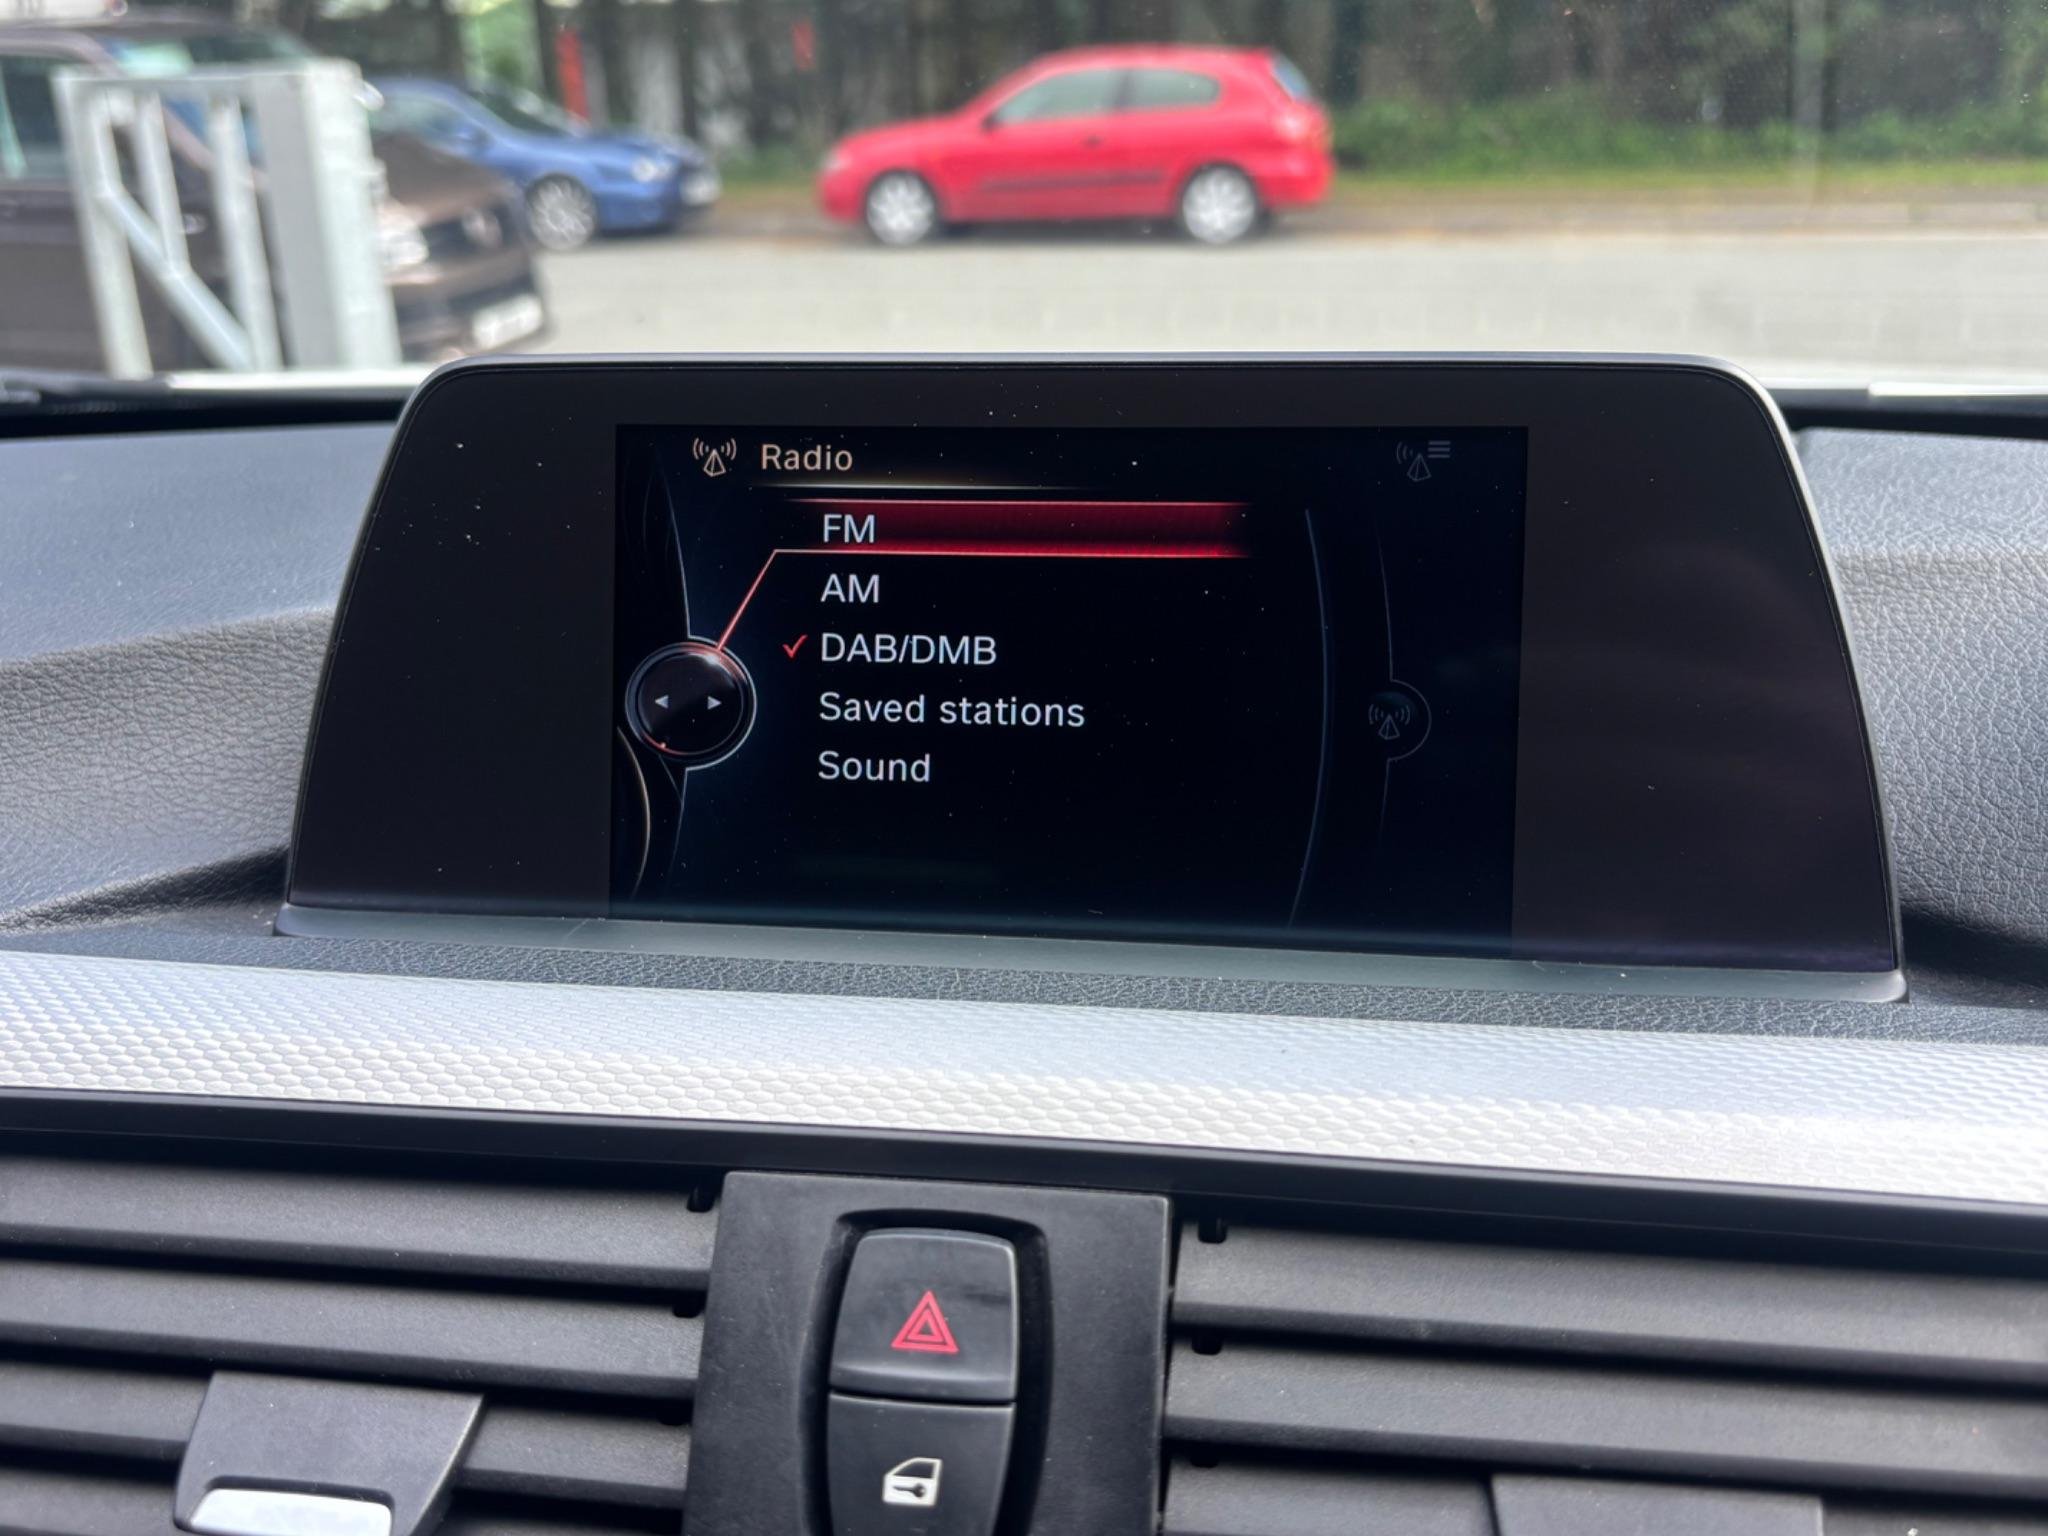 Radio
FM
AM
✓ DAB/DMB
Saved stations
Sound